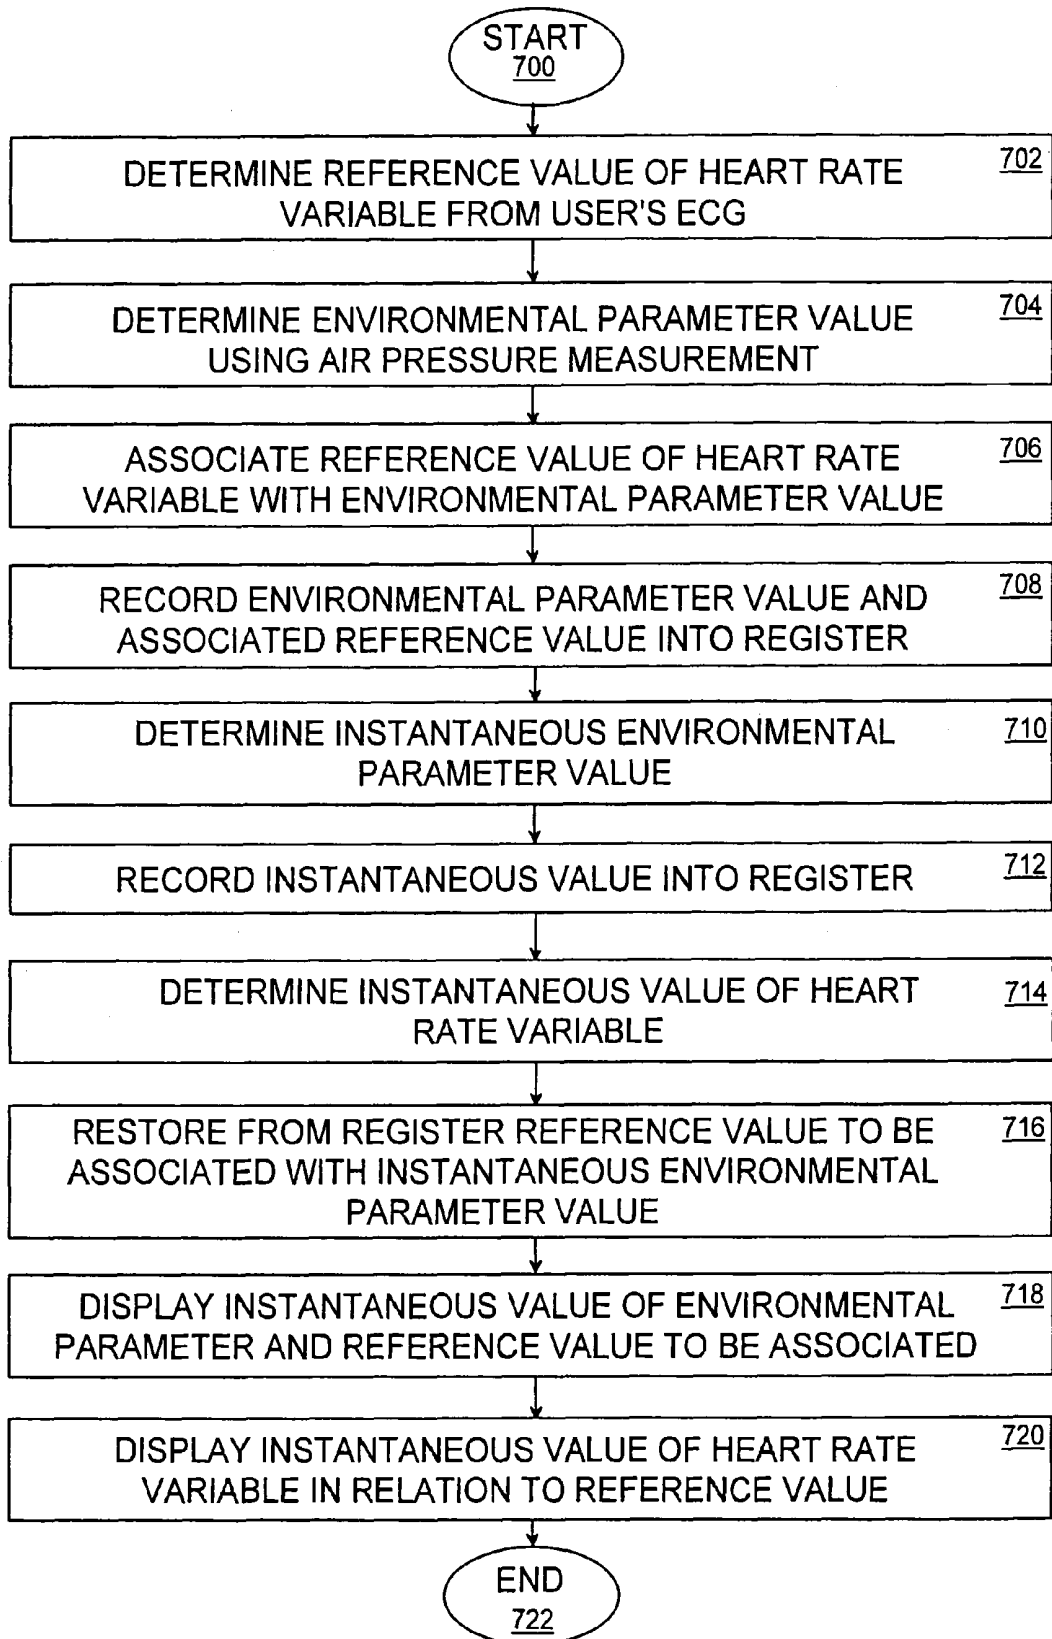 START
700
702
DETERMINE REFERENCE VALUE OF HEART RATE
VARIABLE FROM USER'S ECG
704
DETERMINE ENVIRONMENTAL PARAMETER VALUE
USING AIR PRESSURE MEASUREMENT
706
ASSOCIATE REFERENCE VALUE OF HEART RATE
VARIABLE WITH ENVIRONMENTAL PARAMETER VALUE
708
RECORD ENVIRONMENTAL PARAMETER VALUE AND
ASSOCIATED REFERENCE VALUE INTO REGISTER
710
DETERMINE INSTANTANEOUS ENVIRONMENTAL
PARAMETER VALUE
712
RECORD INSTANTANEOUS VALUE INTO REGISTER
714
DETERMINE INSTANTANEOUS VALUE OF HEART
RATE VARIABLE
716
RESTORE FROM REGISTER REFERENCE VALUE TO BE
ASSOCIATED WITH INSTANTANEOUS ENVIRONMENTAL
PARAMETER VALUE
718
DISPLAY INSTANTANEOUS VALUE OF ENVIRONMENTAL
PARAMETER AND REFERENCE VALUE TO BE ASSOCIATED
720
DISPLAY INSTANTANEOUS VALUE OF HEART RATE
VARIABLE IN RELATION TO REFERENCE VALUE
END
722